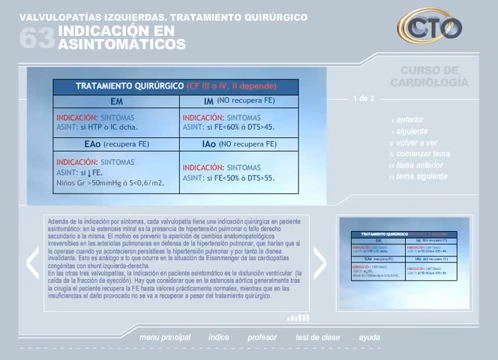 VALVULOPATÍAS IZQUIERDAS. TRATAMIENTO QUIRÚRGICO
63 INDICACIÓN EN
ASINTOMÁTICOS
CTO
CURSO DE
CARDIOLOGÍA
1 de 2
TRATAMIENTO QUIRÚRGICO (CF III o IV, II depende)
EM
IM (NO recupera FE)
INDICACIÓN: SINTOMAS
ASINT: si HTP o IC dcha.
INDICACIÓN: SINTOMAS
ASINT: si FE<60% ó DTS>45.
EAo (recupera FE)
IAo (NO recupera FE)
INDICACIÓN: SINTOMAS
ASINT: si ↓FE.
Niños Gr >50mmHg ó S<0,6/m2.
INDICACIÓN: SINTOMAS
ASINT: si FE<50% ó DTS>55.
anterior
siguiente
volver a ver
comenzar tema
tema anterior
tema siguiente
Además de la indicación por síntomas, cada valvulopatía tiene una indicación quirúrgica en paciente
asintomático: en la estenosis mitral es la presencia de hipertensión pulmonar o fallo derecho
secundario a la misma. El motivo es prevenir la aparición de cambios anatomopatológicos
irreversibles en las arteriolas pulmonares en defensa de la hipertensión pulmonar, que harían que al
le operase cuando ya acontecieron persistiese la hipertensión pulmonar y por tanto la disnea
invalidante. Esto es análogo a lo que ocurre en la situación de Eisenmenger de las cardiopatías
congénitas con shunt izquierda-derecha.
En las otras tres valvulopatías, la indicación en paciente asintomático es la disfunción ventricular (la
caída de la fracción de eyección). Hay que considerar que en la estenosis aórtica generalmente tras
la cirugía el paciente recupera la FE hasta valores prácticamente normales, mientras que en las
insuficiencias el daño provocado no se va a recuperar a pesar del tratamiento quirúrgico.
TRATAMIENTO QUIRÚRGICO
menu principal
índice
profesor
test de clase
ayuda